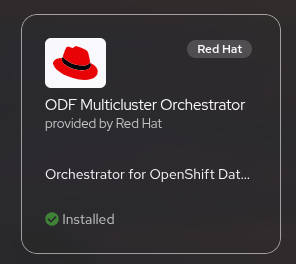 Red Hat
ODF Multicluster Orchestrator
provided by Red Hat
Orchestrator for OpenShift Dat...
Installed